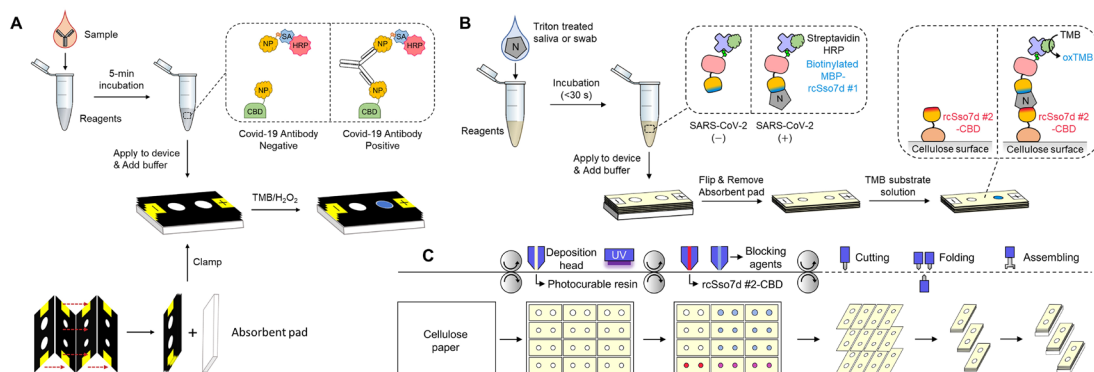 A
Sample
5-min
incubation
Reagents
NP
SA
HRP
NP
CBD
NP
SA
HRP
NP
CBD
Covid-19 Antibody
Negative
Covid-19 Antibody
Positive
Apply to device
& Add buffer
TMB/H2O2
Clamp
+
Absorbent pad
B
Triton treated
saliva or swab
N
Incubation
(<30 s)
Reagents
Streptavidin
HRP
Biotinylated
MBP-
rcSso7d #1
N
SARS-CoV-2
(−)
SARS-CoV-2
(+)
TMB
oxTMB
N
rcSso7d #2
-CBD
rcSso7d #2
-CBD
Cellulose surface
Cellulose surface
Apply to device
& Add buffer
Flip & Remove
Absorbent pad
TMB substrate
solution
C
Deposition
head
UV
Photocurable resin
Blocking
agents
rcSso7d #2-CBD
Cutting
Folding
Assembling
Cellulose
paper